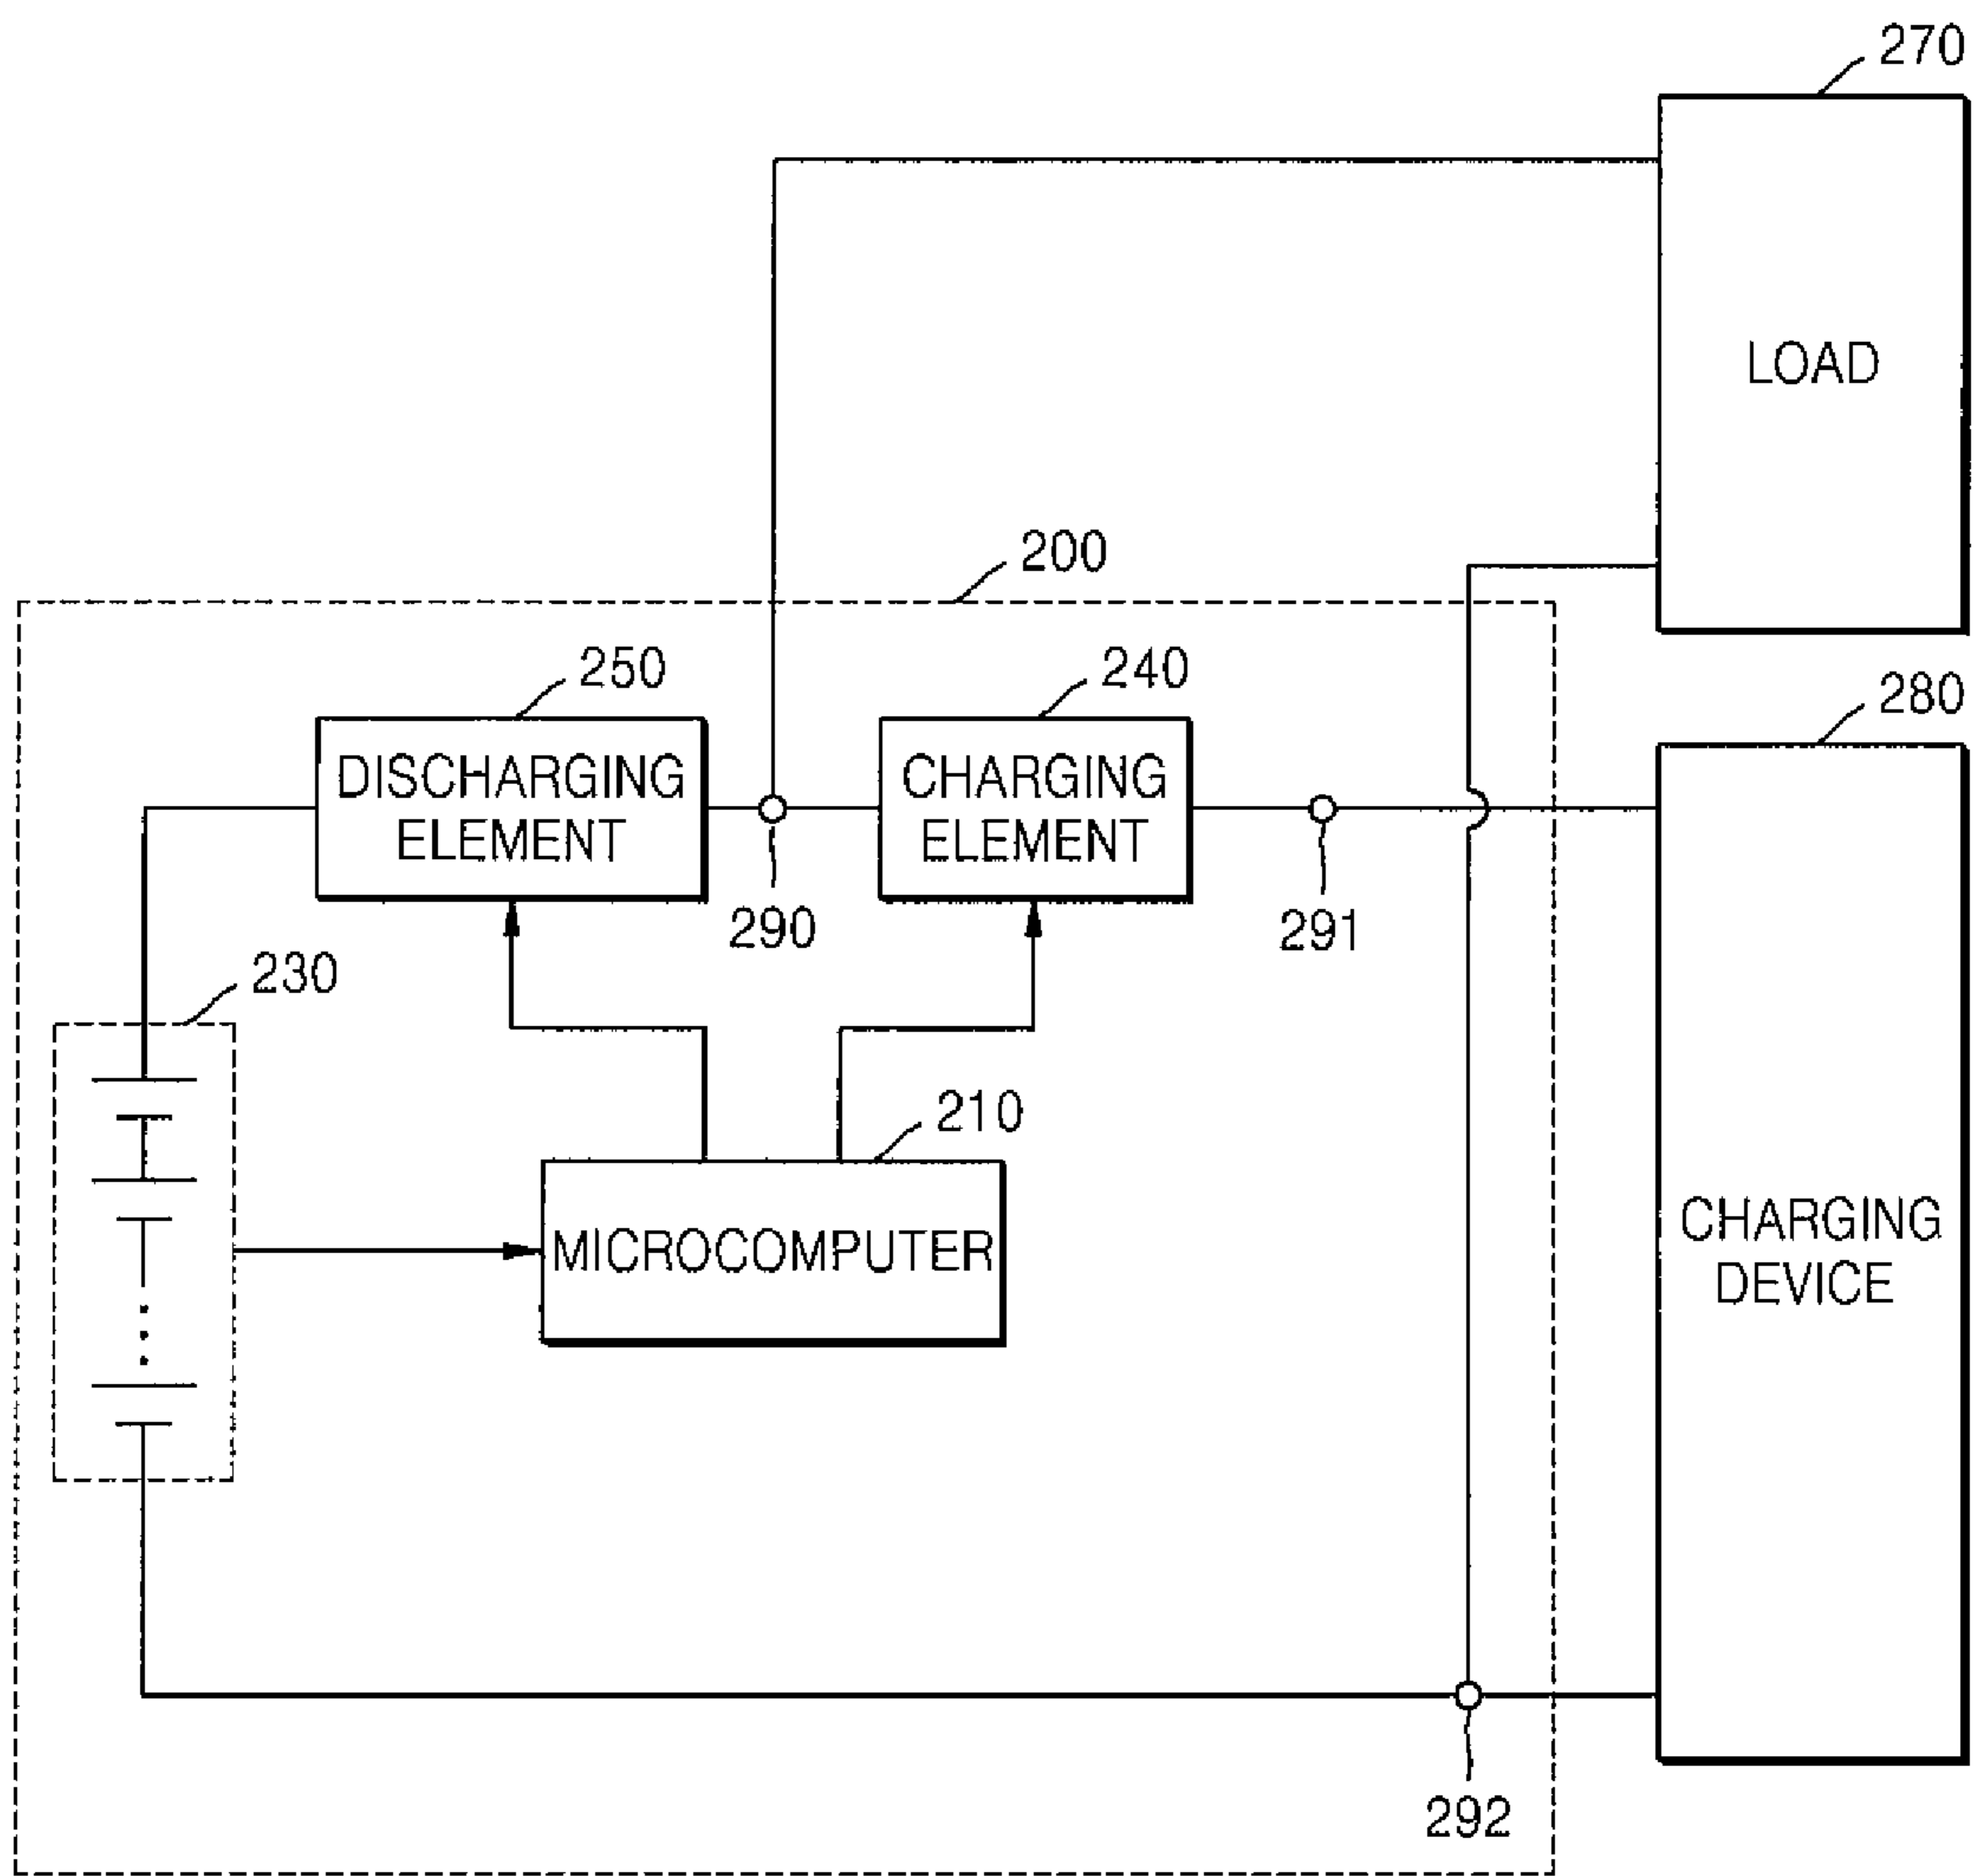 270
LOAD
200
250
240
280
DISCHARGING
ELEMENT
CHARGING
ELEMENT
290
291
230
210
MICROCOMPUTER
CHARGING
DEVICE
292